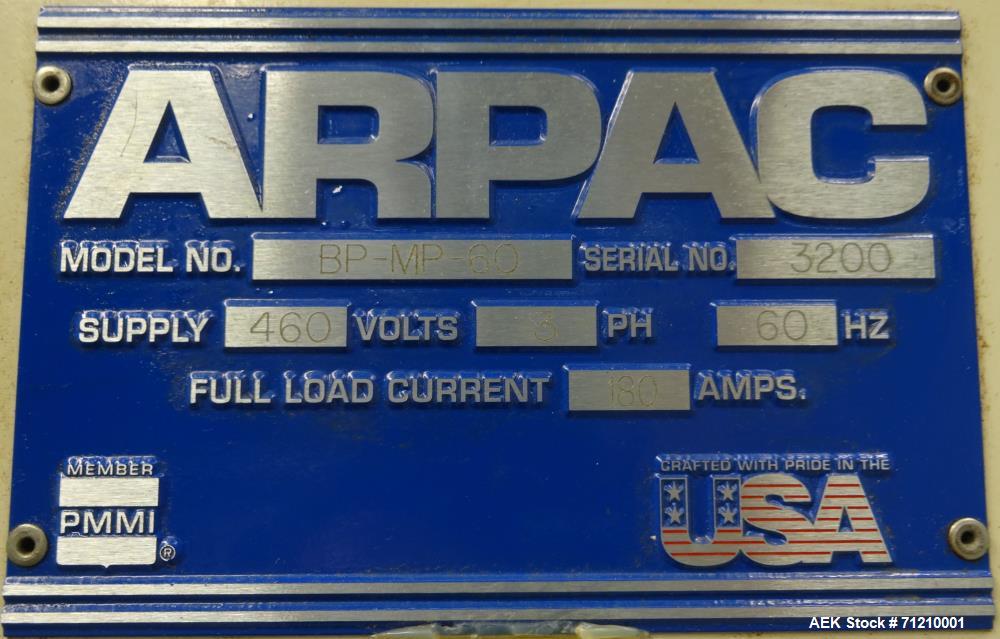 ARPAC
MODEL NO. BP-MP-60 SERIAL NO. 3200
SUPPLY 460 VOLTS 3 PH 60 HZ
FULL LOAD CURRENT 180 AMPS.
MEMBER
PMMI®
CRAFTED WITH PRIDE IN THE
USA
AEK Stock # 71210001